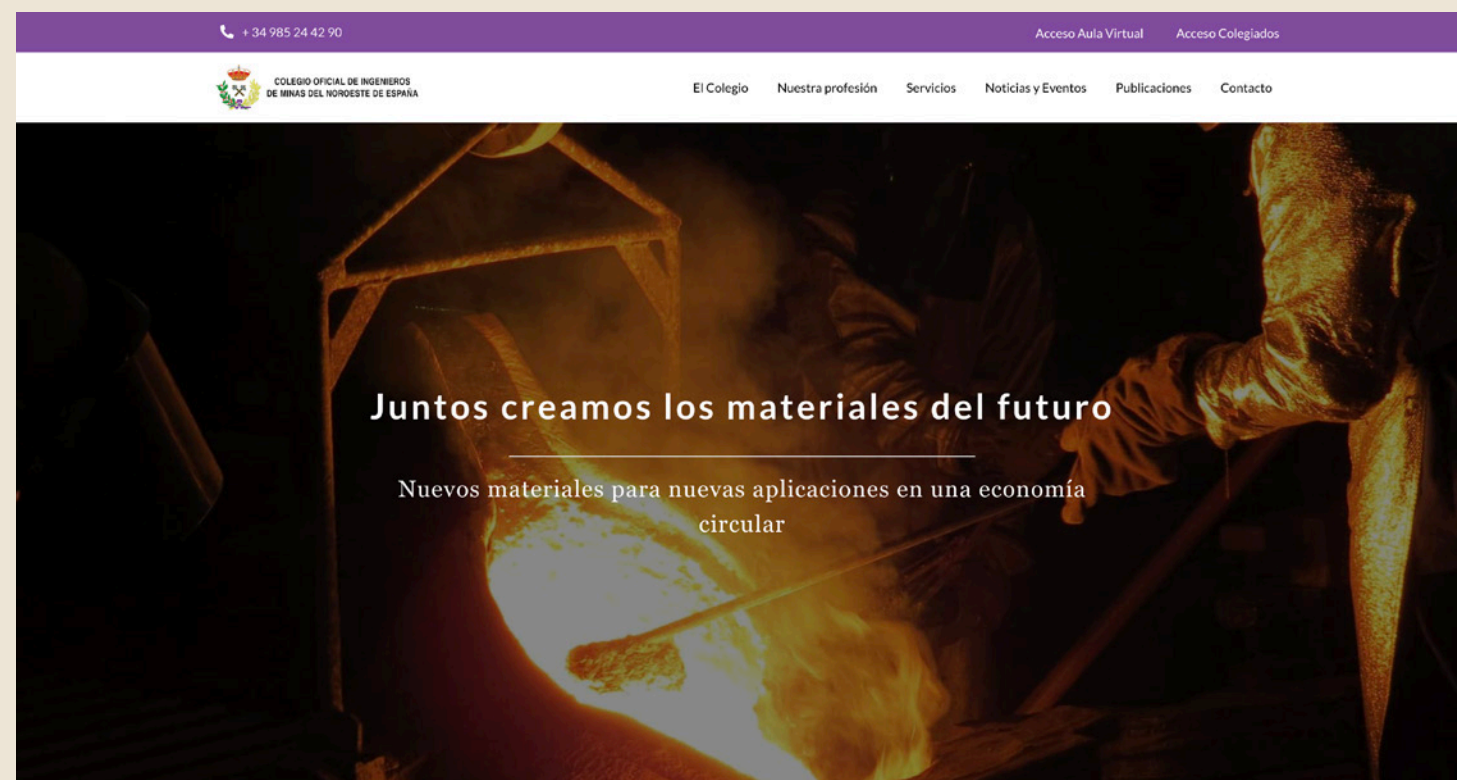 + 34 985 24 42 90
Acceso Aula Virtual
Acceso Colegiados
COLEGIO OFICIAL DE INGENIEROS
DE MINAS DEL NOROESTE DE ESPAÑA
El Colegio
Nuestra profesión
Servicios
Noticias y Eventos
Publicaciones
Contacto
Juntos creamos los materiales del futuro
Nuevos materiales para nuevas aplicaciones en una economía
circular